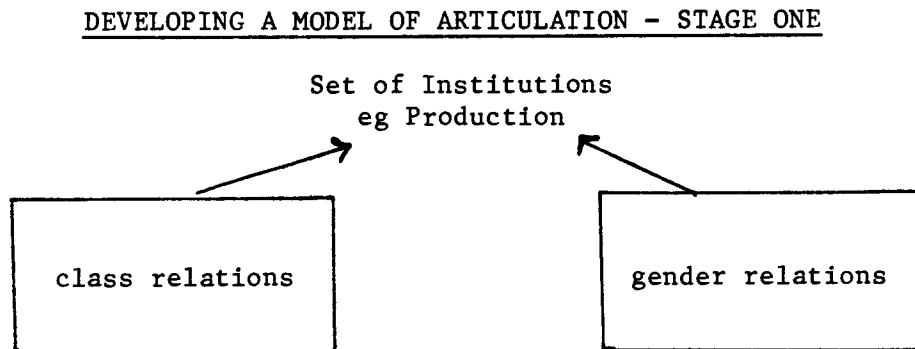 DEVELOPING A MODEL OF ARTICULATION - STAGE ONE
Set of Institutions
eg Production
class relations
gender relations